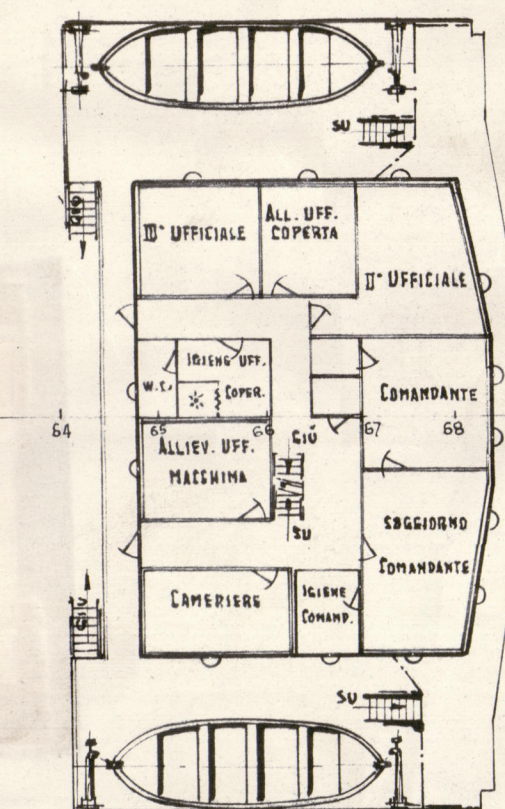 SU
GIÙ
III° UFFICIALE
ALL. UFF.
COPERTA
II° UFFICIALE
IGIENE UFF.
COPER.
W.C.
COMANDANTE
64
65
66
67
68
ALLIEV. UFF.
MACCHINA
GIÚ
SU
SOGGIORNO
COMANDANTE
CAMERIERE
IGIENE
COMAND.
GIÙ
SU